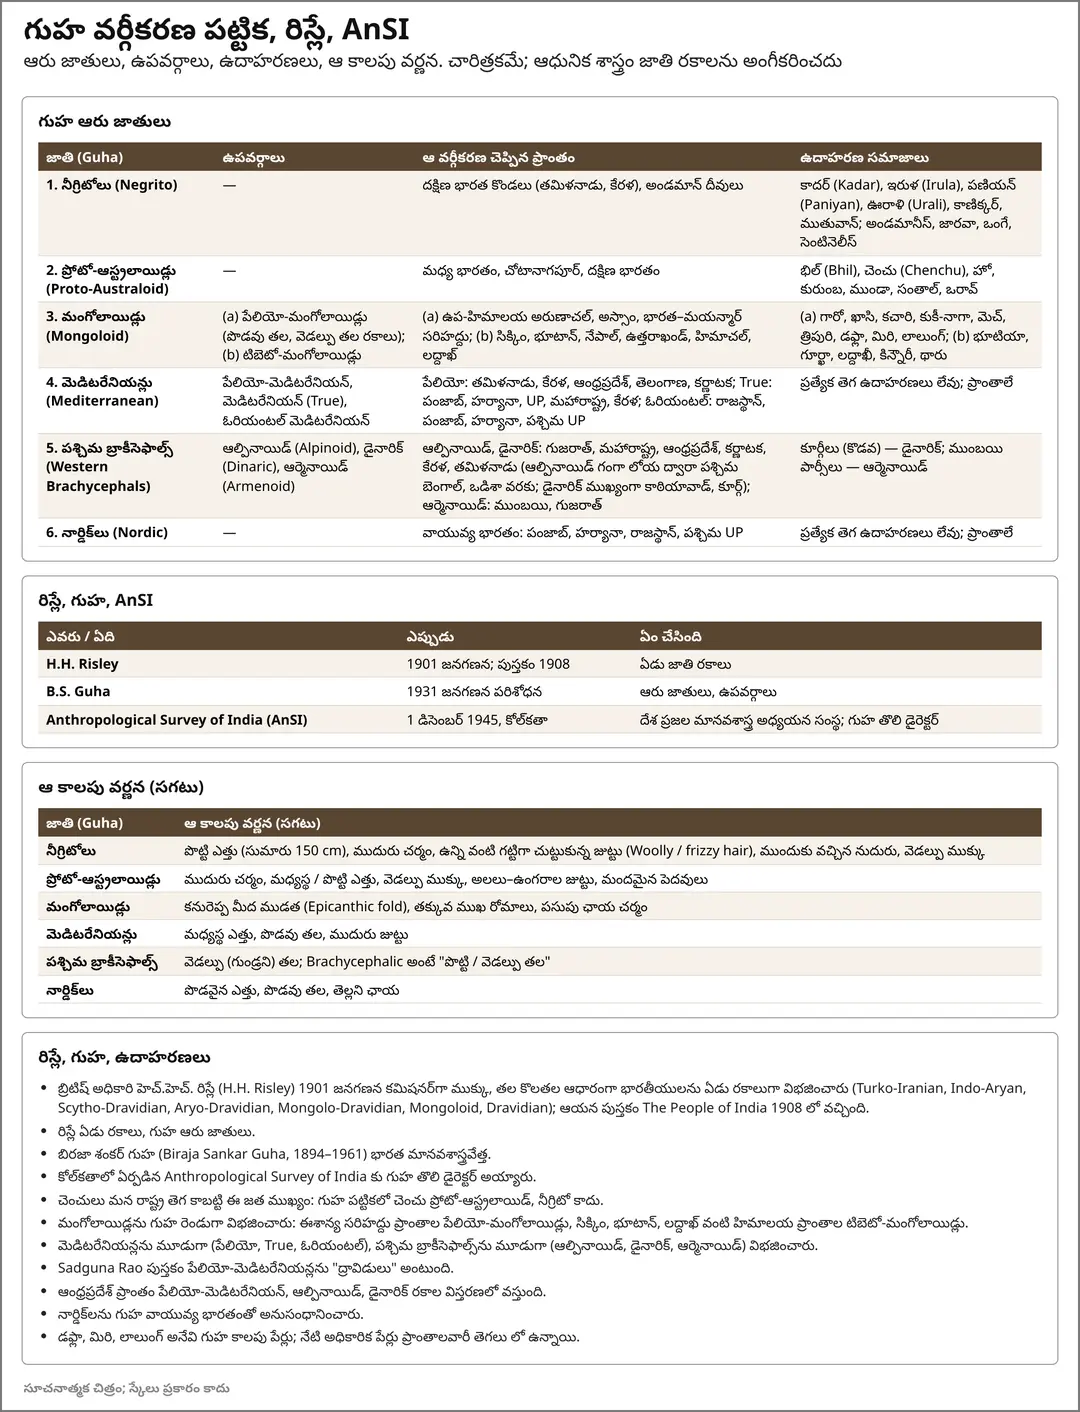 గుహ వర్గీకరణ పట్టిక, రిస్లే, AnSI
ఆరు జాతులు, ఉపవర్గాలు, ఉదాహరణలు, ఆ కాలపు వర్ణన. చారిత్రకమే; ఆధునిక శాస్త్రం జాతి రకాలను అంగీకరించదు
గుహ ఆరు జాతులు
జాతి (Guha) ఉపవర్గాలు ఆ వర్గీకరణ చెప్పిన ప్రాంతం ఉదాహరణ సమాజాలు
1. నీగ్రిటోలు (Negrito) — దక్షిణ భారత కొండలు (తమిళనాడు, కేరళ), అండమాన్ దీవులు కాదర్ (Kadar), ఇరుళ (Irula), పణియన్
(Paniyan), ఊరాళి (Urali), కాణిక్కర్,
ముతువాన్; అండమానీస్, జారవా, ఒంగే,
సెంటినెలీస్
2. ప్రోటో-ఆస్ట్రలాయిడ్లు — మధ్య భారతం, చోటానాగపూర్, దక్షిణ భారతం భిల్ (Bhil), చెంచు (Chenchu), హో,
(Proto-Australoid) కురుంబ, ముండా, సంతాల్, ఒరావ్
3. మంగోలాయిడ్లు (a) పేలియో-మంగోలాయిడ్లు (a) ఉప-హిమాలయ అరుణాచల్, అస్సాం, భారత–మయన్మార్ (a) గారో, ఖాసి, కచారి, కుకీ-నాగా, మెచ్,
(Mongoloid) (పొడవు తల, వెడల్పు తల రకాలు); సరిహద్దు; (b) సిక్కిం, భూటాన్, నేపాల్, ఉత్తరాఖండ్, హిమాచల్, త్రిపురి, డఫ్లా, మిరి, లాలుంగ్; (b) భూటియా,
(b) టిబెటో-మంగోలాయిడ్లు లద్దాఖ్ గూర్ఖా, లద్దాఖీ, కిన్నౌరీ, థారు
4. మెడిటరేనియన్లు పేలియో-మెడిటరేనియన్, పేలియో: తమిళనాడు, కేరళ, ఆంధ్రప్రదేశ్, తెలంగాణ, కర్ణాటక; True: ప్రత్యేక తెగ ఉదాహరణలు లేవు; ప్రాంతాలే
(Mediterranean) మెడిటరేనియన్ (True), పంజాబ్, హర్యానా, UP, మహారాష్ట్ర, కేరళ; ఓరియంటల్: రాజస్థాన్,
ఓరియంటల్ మెడిటరేనియన్ పంజాబ్, హర్యానా, పశ్చిమ UP
5. పశ్చిమ బ్రాకీసెఫాల్స్ ఆల్పినాయిడ్ (Alpinoid), డైనారిక్ ఆల్పినాయిడ్, డైనారిక్: గుజరాత్, మహారాష్ట్ర, ఆంధ్రప్రదేశ్, కర్ణాటక, కూర్గీలు (కొడవ) — డైనారిక్; ముంబయి
(Western (Dinaric), ఆర్మెనాయిడ్ కేరళ, తమిళనాడు (ఆల్పినాయిడ్ గంగా లోయ ద్వారా పశ్చిమ పార్సీలు — ఆర్మెనాయిడ్
Brachycephals) (Armenoid) బెంగాల్, ఒడిశా వరకు; డైనారిక్ ముఖ్యంగా కాఠియావాడ్, కూర్గ్);
ఆర్మెనాయిడ్: ముంబయి, గుజరాత్
6. నార్డిక్‌లు (Nordic) — వాయువ్య భారతం: పంజాబ్, హర్యానా, రాజస్థాన్, పశ్చిమ UP ప్రత్యేక తెగ ఉదాహరణలు లేవు; ప్రాంతాలే
రిస్లే, గుహ, AnSI
ఎవరు / ఏది ఎప్పుడు ఏం చేసింది
H.H. Risley 1901 జనగణన; పుస్తకం 1908 ఏడు జాతి రకాలు
B.S. Guha 1931 జనగణన పరిశోధన ఆరు జాతులు, ఉపవర్గాలు
Anthropological Survey of India (AnSI) 1 డిసెంబర్ 1945, కోల్‌కతా దేశ ప్రజల మానవశాస్త్ర అధ్యయన సంస్థ; గుహ తొలి డైరెక్టర్
ఆ కాలపు వర్ణన (సగటు)
జాతి (Guha) ఆ కాలపు వర్ణన (సగటు)
నీగ్రిటోలు పొట్టి ఎత్తు (సుమారు 150 cm), ముదురు చర్మం, ఉన్ని వంటి గట్టిగా చుట్టుకున్న జుట్టు (Woolly / frizzy hair), ముందుకు వచ్చిన నుదురు, వెడల్పు ముక్కు
ప్రోటో-ఆస్ట్రలాయిడ్లు ముదురు చర్మం, మధ్యస్థ / పొట్టి ఎత్తు, వెడల్పు ముక్కు, అలలు–ఉంగరాల జుట్టు, మందమైన పెదవులు
మంగోలాయిడ్లు కనురెప్ప మీద ముడత (Epicanthic fold), తక్కువ ముఖ రోమాలు, పసుపు ఛాయ చర్మం
మెడిటరేనియన్లు మధ్యస్థ ఎత్తు, పొడవు తల, ముదురు జుట్టు
పశ్చిమ బ్రాకీసెఫాల్స్ వెడల్పు (గుండ్రని) తల; Brachycephalic అంటే "పొట్టి / వెడల్పు తల"
నార్డిక్‌లు పొడవైన ఎత్తు, పొడవు తల, తెల్లని ఛాయ
రిస్లే, గుహ, ఉదాహరణలు
• బ్రిటిష్ అధికారి హెచ్.హెచ్. రిస్లే (H.H. Risley) 1901 జనగణన కమిషనర్‌గా ముక్కు, తల కొలతల ఆధారంగా భారతీయులను ఏడు రకాలుగా విభజించారు (Turko-Iranian, Indo-Aryan,
Scytho-Dravidian, Aryo-Dravidian, Mongolo-Dravidian, Mongoloid, Dravidian); ఆయన పుస్తకం The People of India 1908 లో వచ్చింది.
• రిస్లే ఏడు రకాలు, గుహ ఆరు జాతులు.
• బిరజా శంకర్ గుహ (Biraja Sankar Guha, 1894–1961) భారత మానవశాస్త్రవేత్త.
• కోల్‌కతాలో ఏర్పడిన Anthropological Survey of India కు గుహ తొలి డైరెక్టర్ అయ్యారు.
• చెంచులు మన రాష్ట్ర తెగ కాబట్టి ఈ జత ముఖ్యం: గుహ పట్టికలో చెంచు ప్రోటో-ఆస్ట్రలాయిడ్, నీగ్రిటో కాదు.
• మంగోలాయిడ్లను గుహ రెండుగా విభజించారు: ఈశాన్య సరిహద్దు ప్రాంతాల పేలియో-మంగోలాయిడ్లు, సిక్కిం, భూటాన్, లద్దాఖ్ వంటి హిమాలయ ప్రాంతాల టిబెటో-మంగోలాయిడ్లు.
• మెడిటరేనియన్లను మూడుగా (పేలియో, True, ఓరియంటల్), పశ్చిమ బ్రాకీసెఫాల్స్‌ను మూడుగా (ఆల్పినాయిడ్, డైనారిక్, ఆర్మెనాయిడ్) విభజించారు.
• Sadguna Rao పుస్తకం పేలియో-మెడిటరేనియన్లను "ద్రావిడులు" అంటుంది.
• ఆంధ్రప్రదేశ్ ప్రాంతం పేలియో-మెడిటరేనియన్, ఆల్పినాయిడ్, డైనారిక్ రకాల విస్తరణలో వస్తుంది.
• నార్డిక్‌లను గుహ వాయువ్య భారతంతో అనుసంధానించారు.
• డఫ్లా, మిరి, లాలుంగ్ అనేవి గుహ కాలపు పేర్లు; నేటి అధికారిక పేర్లు ప్రాంతాలవారీ తెగలు లో ఉన్నాయి.
సూచనాత్మక చిత్రం; స్కేలు ప్రకారం కాదు